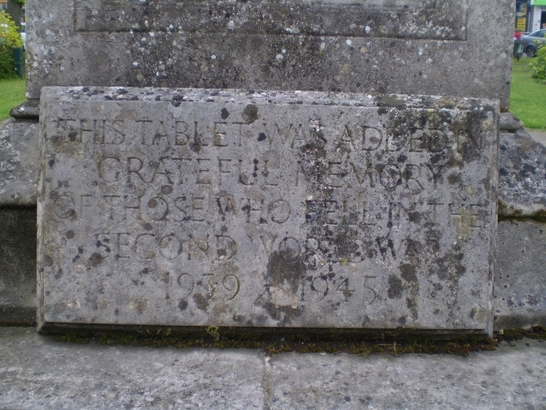 THIS TABLET WAS ADDED IN
GRATEFUL MEMORY
OF THOSE WHO FELL IN THE
SECOND WORLD WAR
1939 - 1945